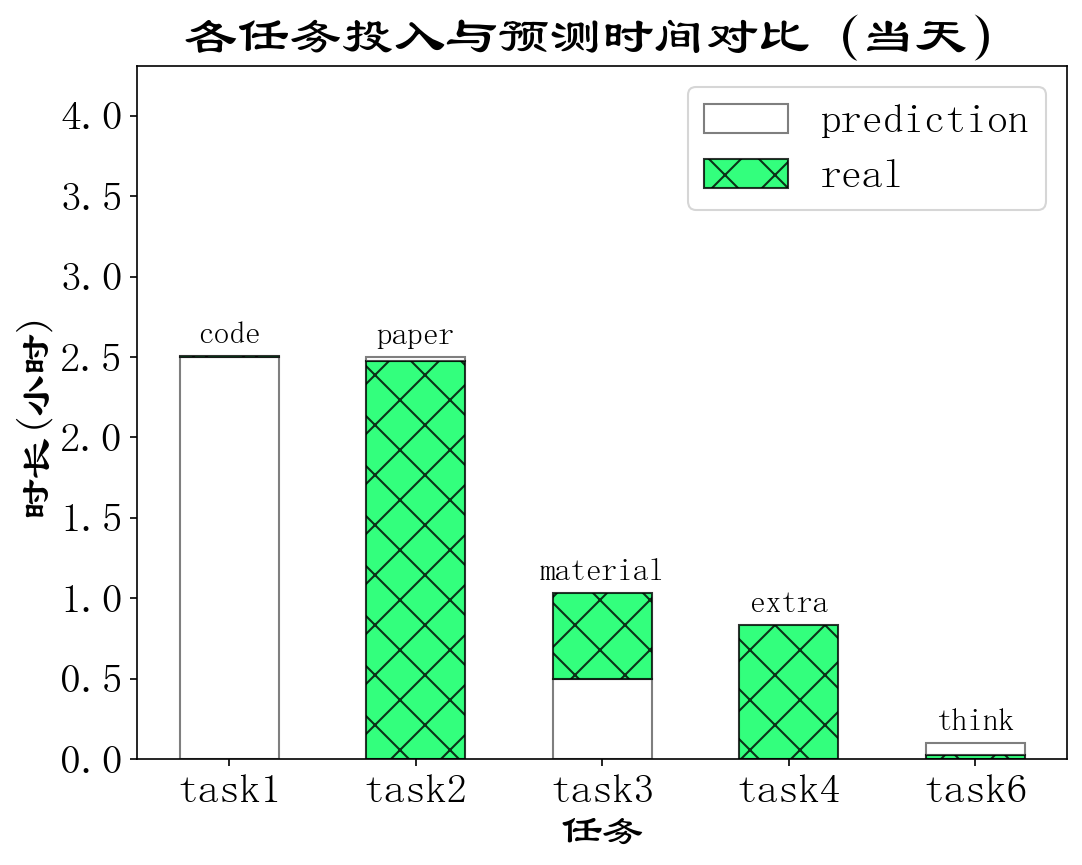 各任务投入与预测时间对比 (当天)
prediction
real
时长(小时)
4.0
3.5
3.0
2.5
2.0
1.5
1.0
0.5
0.0
code
paper
material
extra
think
task1 task2 task3 task4 task6
任务